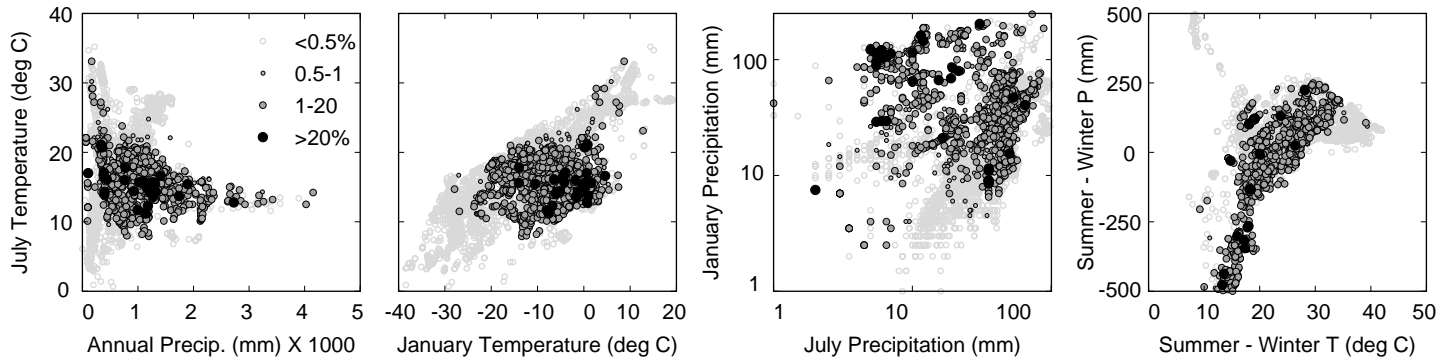 July Temperature (deg C)
40
30
20
10
0
0 1 2 3 4 5
Annual Precip. (mm) X 1000
<0.5%
0.5-1
1-20
>20%
-40 -30 -20 -10 0 10 20
January Temperature (deg C)
January Precipitation (mm)
100
10
1
1 10 100
July Precipitation (mm)
Summer - Winter P (mm)
500
250
0
-250
-500
0 10 20 30 40 50
Summer - Winter T (deg C)